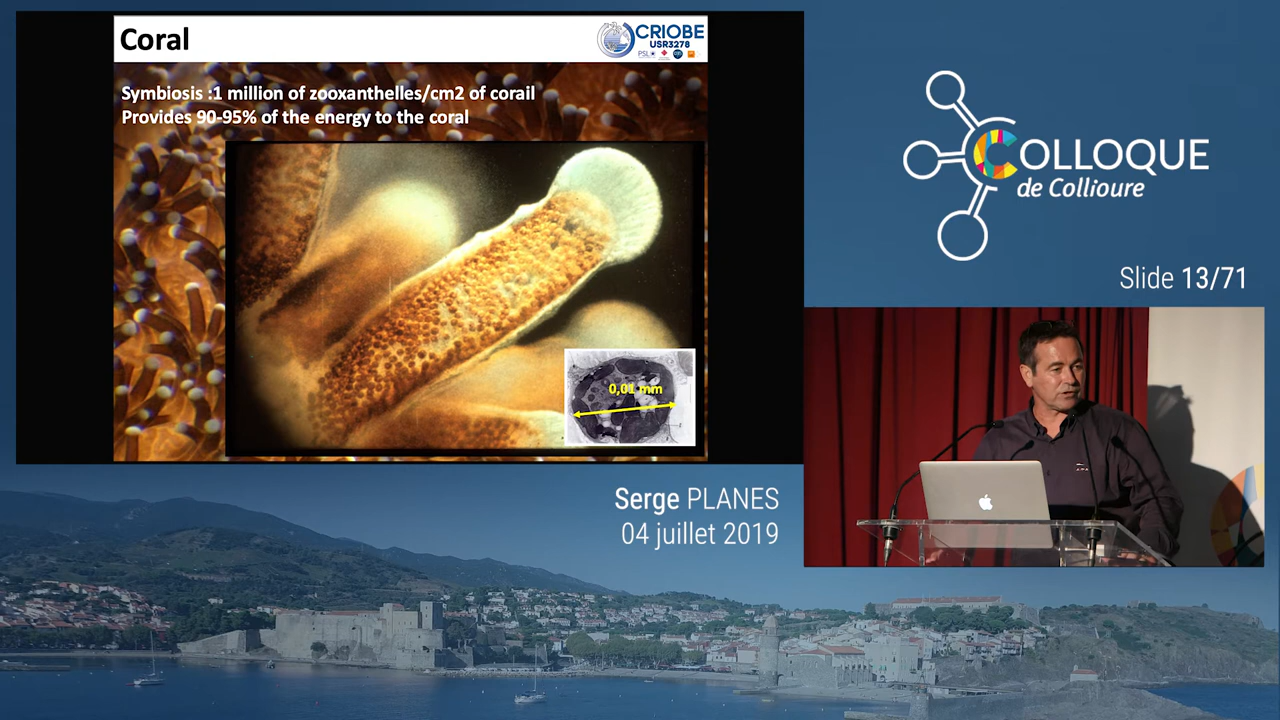 Coral
CRIOBE
USR3278
PSL
Symbiosis :1 million of zooxanthelles/cm2 of corail
Provides 90-95% of the energy to the coral
0,01 mm
COLLOQUE
de Collioure
Slide 13/71
Serge PLANES
04 juillet 2019